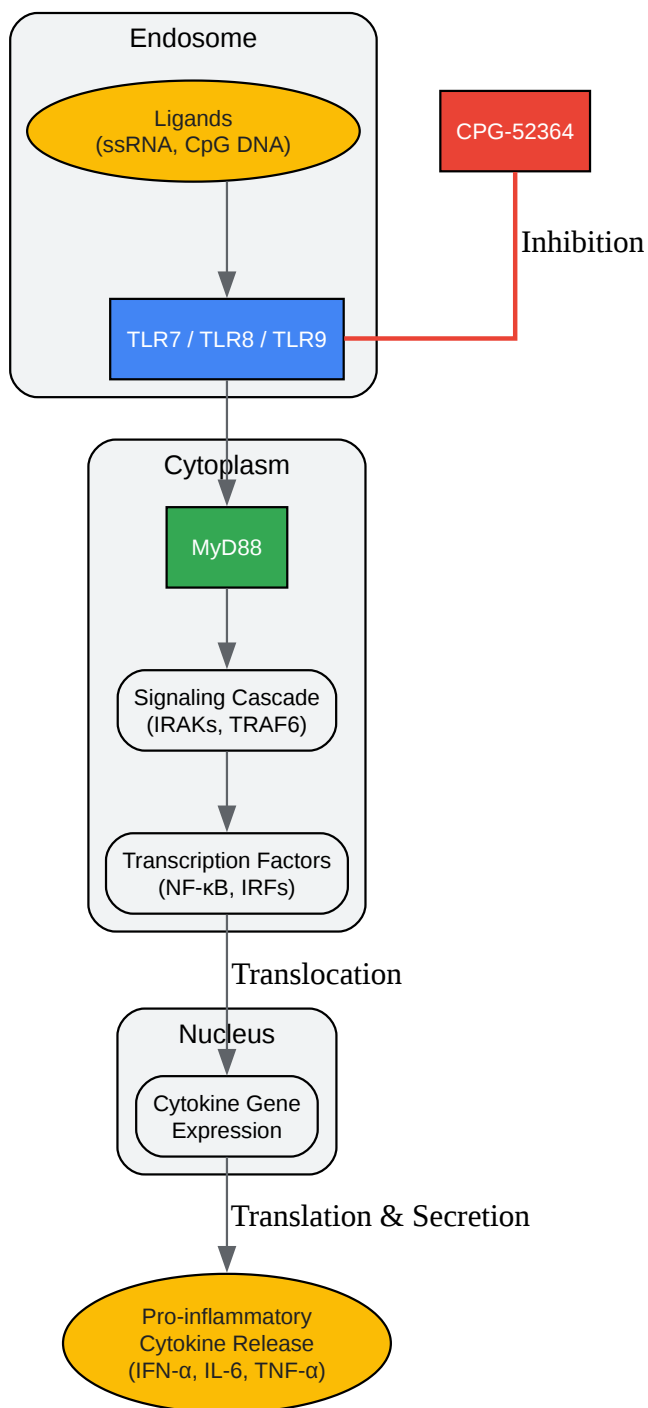 Endosome
Ligands
(ssRNA, CpG DNA)
CPG-52364
Inhibition
TLR7 / TLR8 / TLR9
Cytoplasm
MyD88
Signaling Cascade
(IRAKs, TRAF6)
Transcription Factors
(NF-κB, IRFs)
Translocation
Nucleus
Cytokine Gene
Expression
Translation & Secretion
Pro-inflammatory
Cytokine Release
(IFN-α, IL-6, TNF-α)